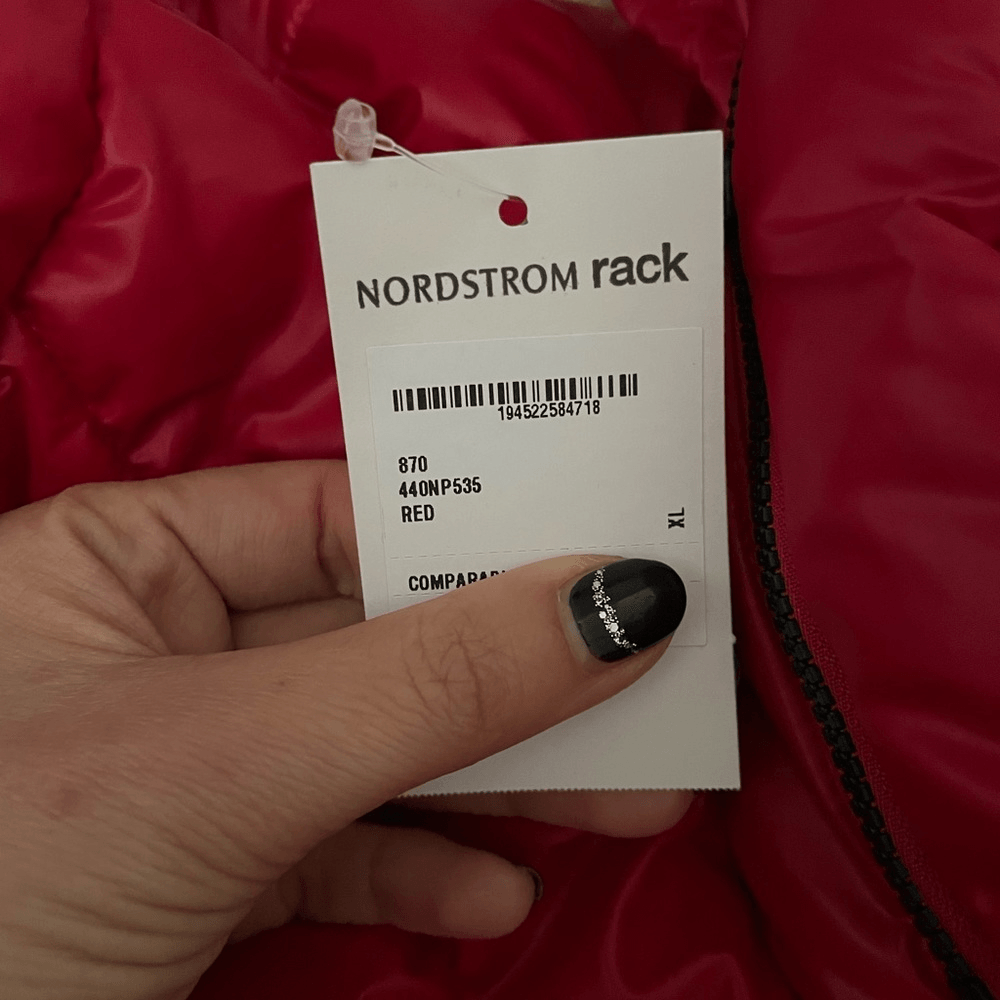 NORDSTROM rack
194522584718
870
440NP535
RED
XL